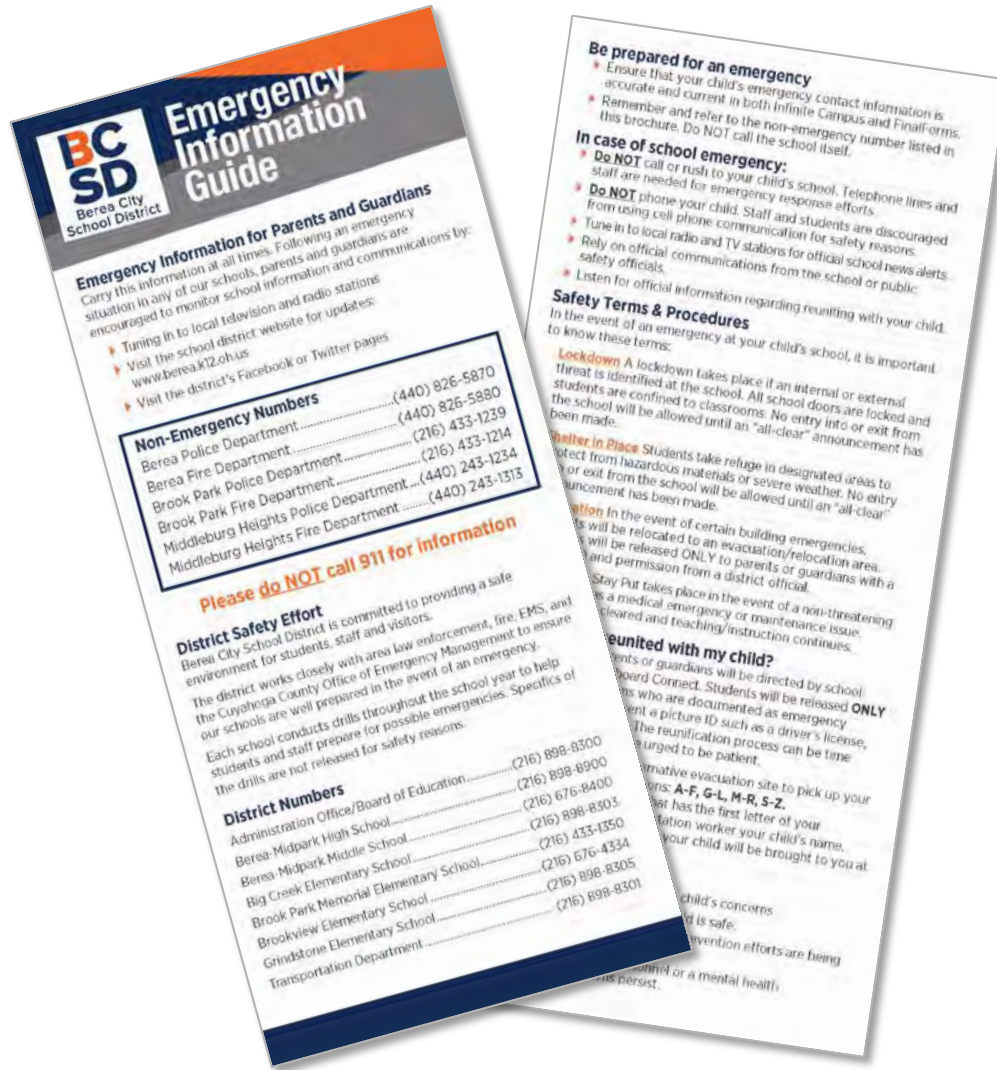 BC
SD
Berea City
School District
Emergency
Information
Guide
Emergency Information for Parents and Guardians
Carry this information at all times. Following an emergency
situation in any of our schools, parents and guardians are
encouraged to monitor school information and communications by:
Tuning in to local television and radio stations
Visit the school district website for updates:
www.berea.k12.oh.us
Visit the district's Facebook or Twitter pages
Non-Emergency Numbers
Berea Police Department (440) 826-5870
Berea Fire Department (440) 826-5880
Brook Park Police Department (216) 433-1239
Brook Park Fire Department (216) 433-1214
Middleburg Heights Police Department (440) 243-1234
Middleburg Heights Fire Department (440) 243-1313
Please do NOT call 911 for information
District Safety Effort
Berea City School District is committed to providing a safe
environment for students, staff and visitors.
The district works closely with area law enforcement, fire, EMS, and
the Cuyahoga County Office of Emergency Management to ensure
our schools are well prepared in the event of an emergency.
Each school conducts drills throughout the school year to help
students and staff prepare for possible emergencies. Specifics of
the drills are not released for safety reasons.
District Numbers
Administration Office/Board of Education (216) 898-8300
Berea-Midpark High School (216) 898-8900
Berea-Midpark Middle School (216) 676-8400
Big Creek Elementary School (216) 898-8303
Brook Park Memorial Elementary School (216) 433-1350
Brookview Elementary School (216) 676-4334
Grindstone Elementary School (216) 898-8305
Transportation Department (216) 898-8301
Be prepared for an emergency
Ensure that your child's emergency contact information is
accurate and current in both Infinite Campus and FinalForms.
Remember and refer to the non-emergency number listed in
this brochure. Do NOT call the school itself.
In case of school emergency:
Do NOT call or rush to your child's school. Telephone lines and
staff are needed for emergency response efforts.
Do NOT phone your child. Staff and students are discouraged
from using cell phone communication for safety reasons.
Tune in to local radio and TV stations for official school news alerts.
Rely on official communications from the school or public
safety officials.
Listen for official information regarding reuniting with your child.
Safety Terms & Procedures
In the event of an emergency at your child's school, it is important
to know these terms:
Lockdown A lockdown takes place if an internal or external
threat is identified at the school. All school doors are locked and
students are confined to classrooms. No entry into or exit from
the school will be allowed until an "all-clear" announcement has
been made.
Shelter in Place Students take refuge in designated areas to
protect from hazardous materials or severe weather. No entry
or exit from the school will be allowed until an "all-clear"
announcement has been made.
In the event of certain building emergencies,
will be relocated to an evacuation/relocation area.
will be released ONLY to parents or guardians with a
and permission from a district official.
Stay Put takes place in the event of a non-threatening
as a medical emergency or maintenance issue.
cleared and teaching/instruction continues.
reunited with my child?
or guardians will be directed by school
Connect. Students will be released ONLY
who are documented as emergency
a picture ID such as a driver's license,
The reunification process can be time
urged to be patient.
evacuation site to pick up your
A-F, G-L, M-R, S-Z.
that has the first letter of your
worker your child's name,
your child will be brought to you at
child's concerns
is safe.
efforts are being
or a mental health
persist.